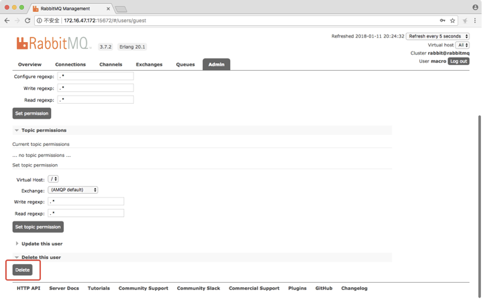 RabbitMQ Management
不安全 172.16.47.172:15672/#/users/guest
Refreshed 2019-01-11 20:24:32 Refresh every 5 seconds
Virtual host All
RabbitMQ. 3.7.2 Erlang 20.1
Cluster rabbit@rabbitmq
User macro Log out
Overview Connections Channels Exchanges Queues Admin
Configure regexp: .*
Write regexp: .*
Read regexp: .*
Set permission
Topic permissions
Current topic permissions
... no topic permissions ...
Set topic permission
Virtual Host: /
Exchange: (AMQP default)
Write regexp: .*
Read regexp: .*
Set topic permission
Update this user
Delete this user
Delete
HTTP API Server Docs Tutorials Community Support Community Slack Commercial Support Plugins GitHub Changelog